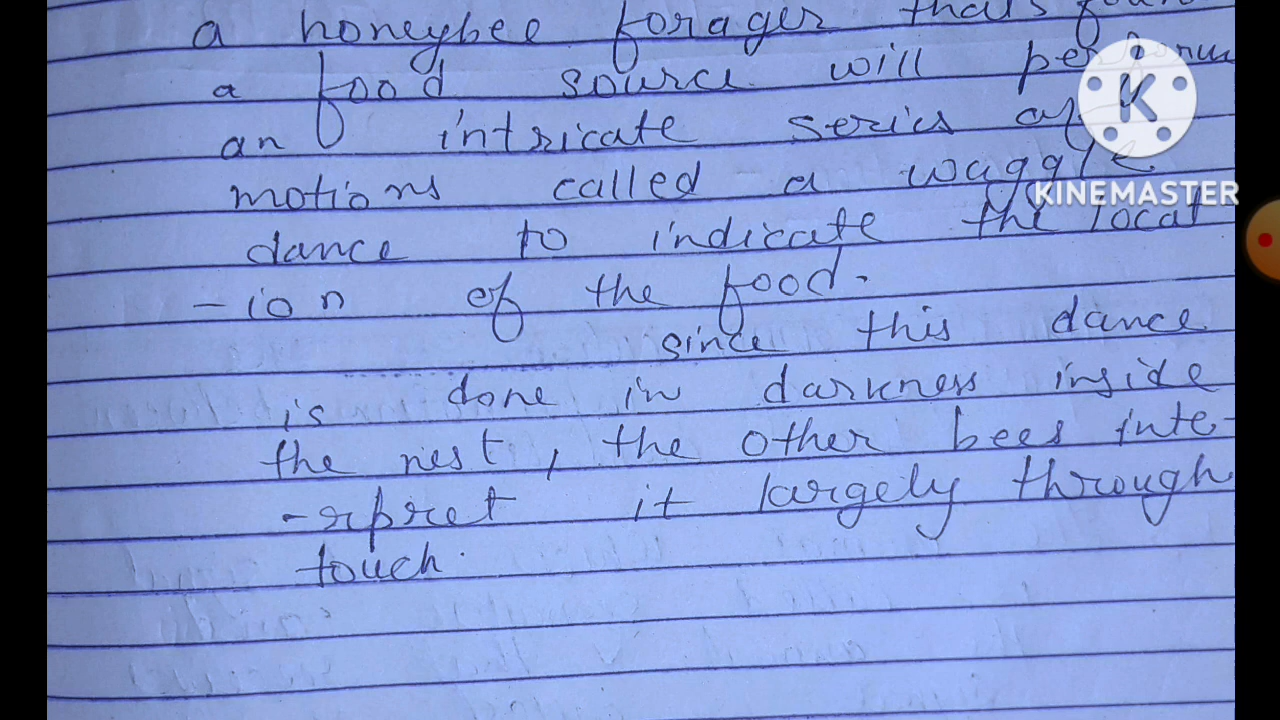 a honeybee forager that's found
a food source will perform
an intricate series of
motions called a waggle
dance to indicate the locat
-ion of the food.
since this dance
is done in darkness inside
the nest, the other bees inte-
-rpret it largely through
touch.
K
KINEMASTER